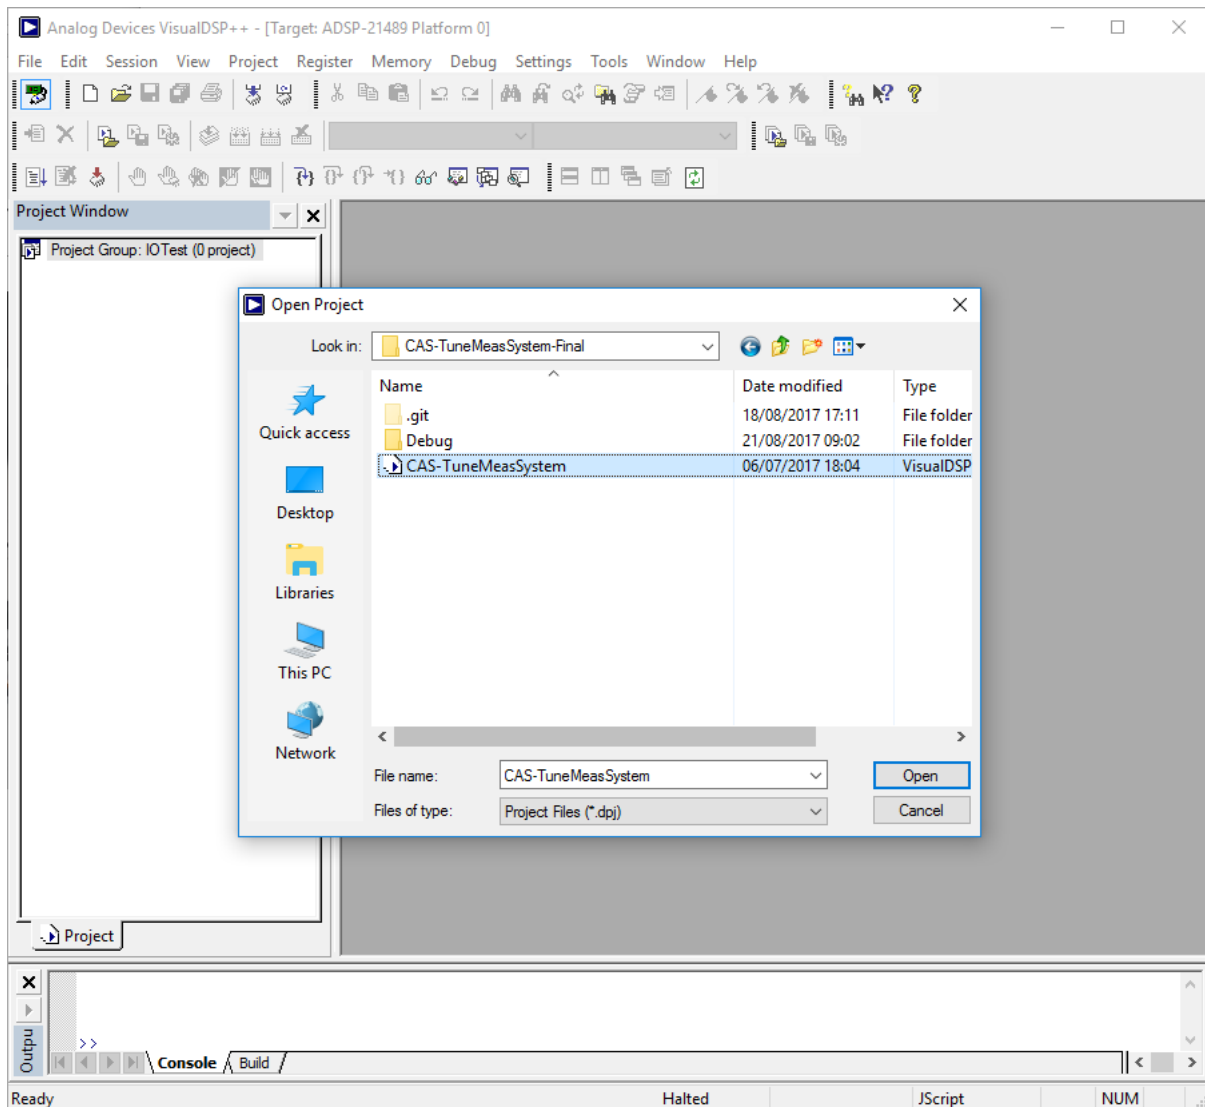 Analog Devices VisualDSP++ - [Target: ADSP-21489 Platform 0]
File Edit Session View Project Register Memory Debug Settings Tools Window Help
Project Window
Project Group: IOTest (0 project)
Open Project
Look in: CAS-TuneMeasSystem-Final
Name Date modified Type
.git 18/08/2017 17:11 File folder
Debug 21/08/2017 09:02 File folder
CAS-TuneMeasSystem 06/07/2017 18:04 VisualDSP
Quick access
Desktop
Libraries
This PC
Network
File name: CAS-TuneMeasSystem Open
Files of type: Project Files (*.dpj) Cancel
Project
>>
Outpu
Console Build
Ready Halted JScript NUM